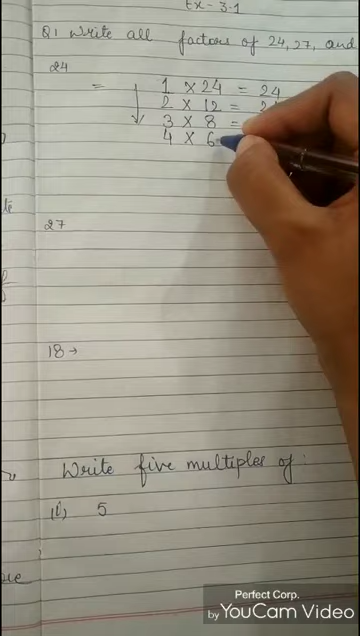 Ex - 3.1
Q1 Write all factors of 24, 27, and
24
= 1 × 24 = 24
2 × 12 = 24
3 × 8 =
4 × 6 =
27
18 →
Write five multiples of :
(i) 5
Perfect Corp.
by YouCam Video